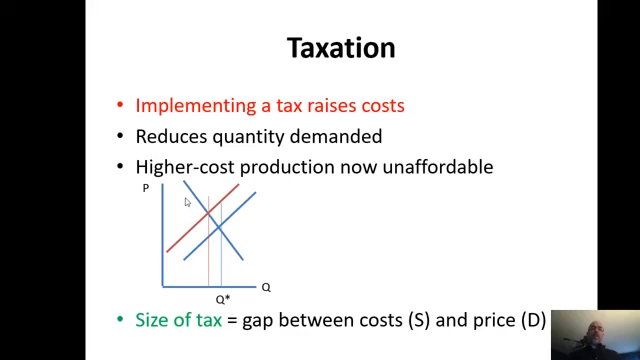 Taxation
• Implementing a tax raises costs
• Reduces quantity demanded
• Higher-cost production now unaffordable
P
Q
Q*
• Size of tax = gap between costs (S) and price (D)